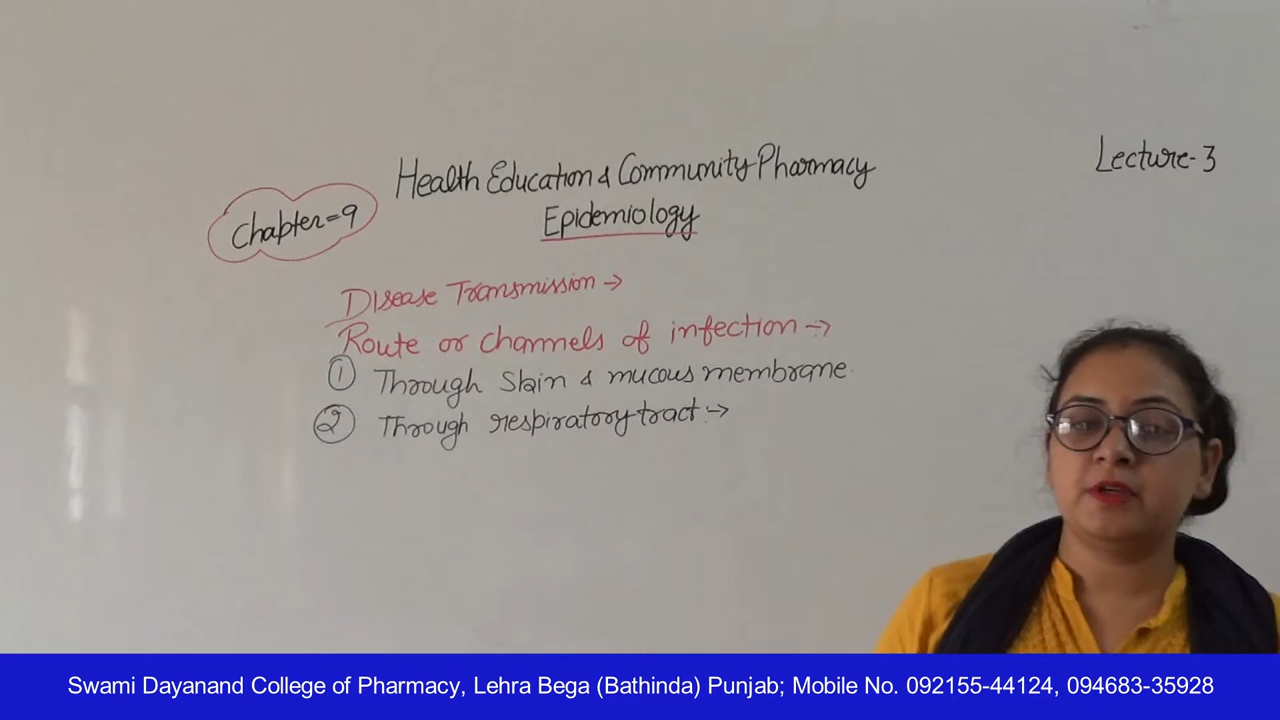 Health Education & Community Pharmacy
Lecture-3
Chapter=9
Epidemiology
Disease Transmission →
Route or channels of infection :→
① Through Skin & mucous membrane.
② Through respiratory tract :→
Swami Dayanand College of Pharmacy, Lehra Bega (Bathinda) Punjab; Mobile No. 092155-44124, 094683-35928